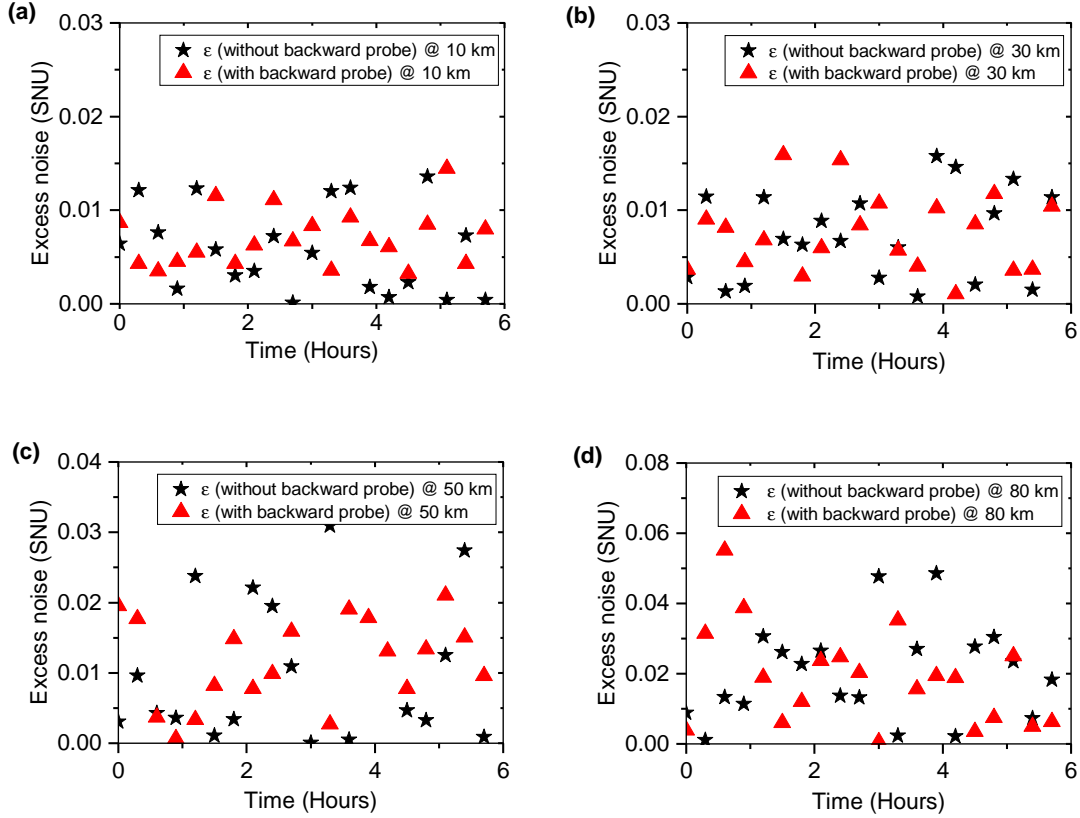 (a)
0.03
0.02
0.01
0.00
Excess noise (SNU)
ε (without backward probe) @ 10 km
ε (with backward probe) @ 10 km
0 2 4 6
Time (Hours)
(b)
0.03
0.02
0.01
0.00
Excess noise (SNU)
ε (without backward probe) @ 30 km
ε (with backward probe) @ 30 km
0 2 4 6
Time (Hours)
(c)
0.04
0.03
0.02
0.01
0.00
Excess noise (SNU)
ε (without backward probe) @ 50 km
ε (with backward probe) @ 50 km
0 2 4 6
Time (Hours)
(d)
0.08
0.06
0.04
0.02
0.00
Excess noise (SNU)
ε (without backward probe) @ 80 km
ε (with backward probe) @ 80 km
0 2 4 6
Time (Hours)